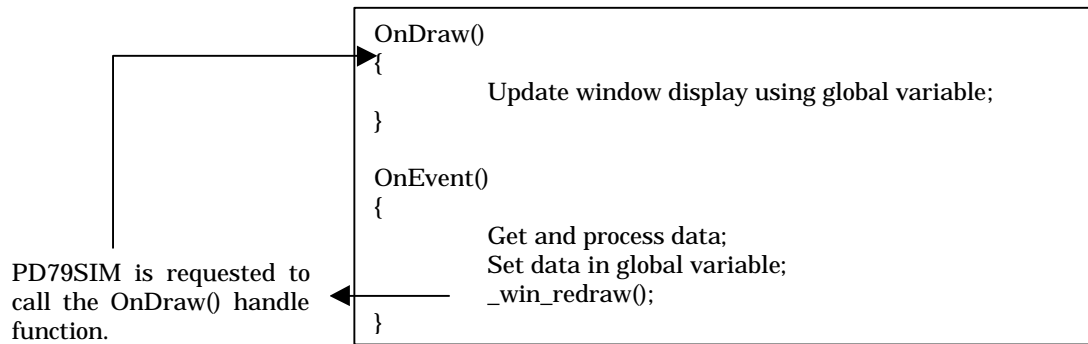 OnDraw()
{
Update window display using global variable;
}
OnEvent()
{
Get and process data;
Set data in global variable;
_win_redraw();
}
PD79SIM is requested to
call the OnDraw() handle
function.